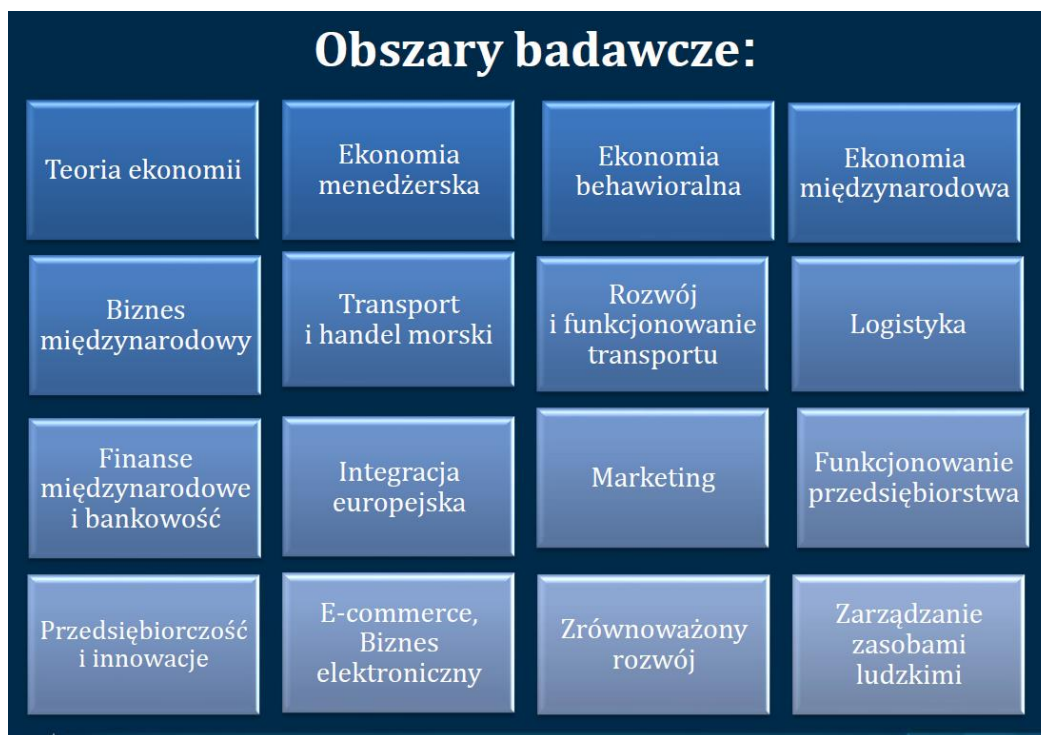 Obszary badawcze:
Teoria ekonomii
Ekonomia
menedżerska
Ekonomia
behawioralna
Ekonomia
międzynarodowa
Biznes
międzynarodowy
Transport
i handel morski
Rozwój
i funkcjonowanie
transportu
Logistyka
Finanse
międzynarodowe
i bankowość
Integracja
europejska
Marketing
Funkcjonowanie
przedsiębiorstwa
Przedsiębiorczość
i innowacje
E-commerce,
Biznes
elektroniczny
Zrównoważony
rozwój
Zarządzanie
zasobami
ludzkimi